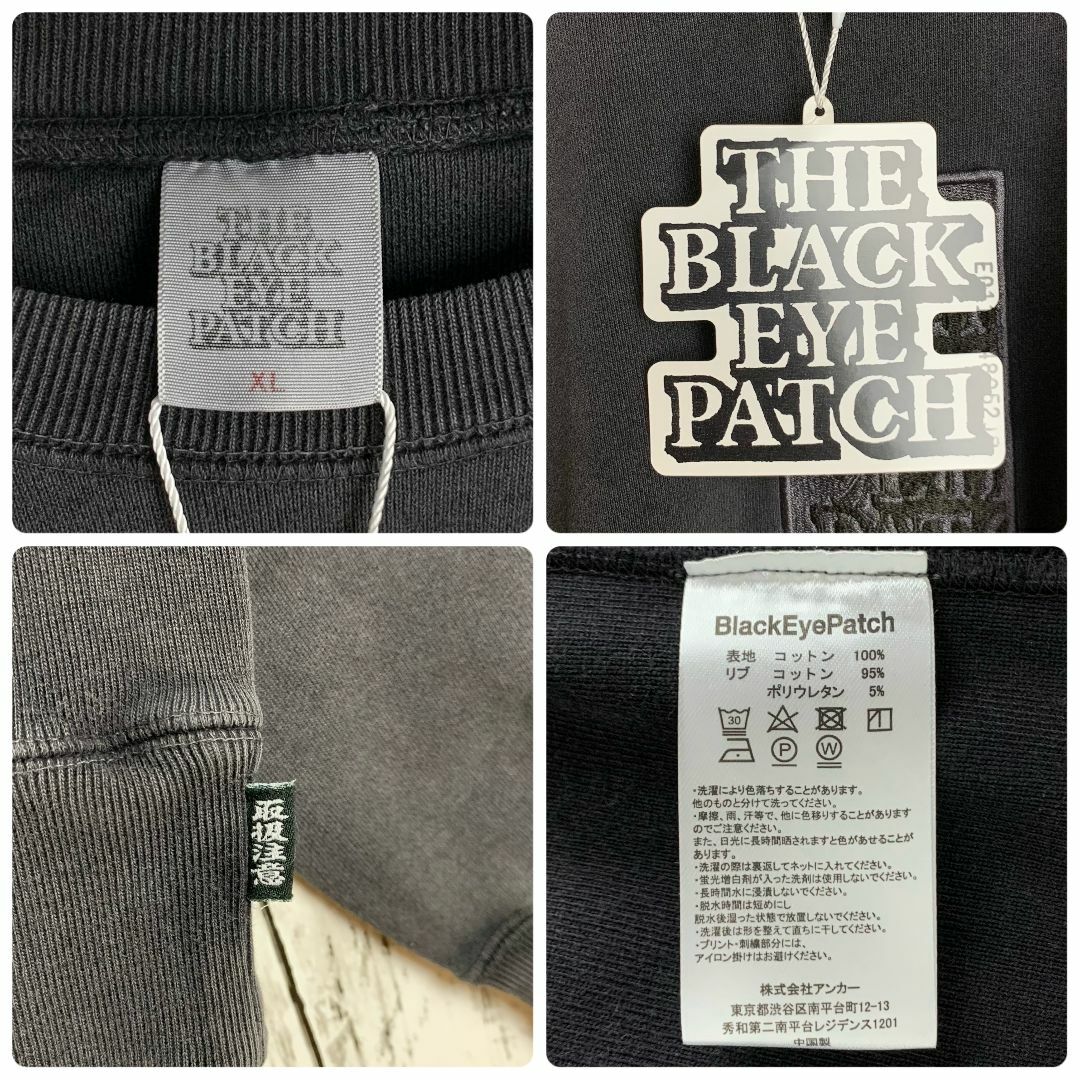 THE
BLACK
EYE
PATCH
XL
THE
BLACK
EYE
PATCH
取扱注意
BlackEyePatch
表地 コットン 100%
リブ コットン 95%
ポリウレタン 5%
30
P W
・洗濯により色落ちすることがあります。
他のものと分けて洗ってください。
・摩擦、雨、汗等で、他に色移りすることがあります
のでご注意ください。
また、日光に長時間晒されますと色があせることが
あります。
・洗濯の際は裏返してネットに入れてください。
・蛍光増白剤が入った洗剤は使用しないでください。
・長時間水に浸漬しないでください。
・脱水時間は短めにし
脱水後湿った状態で放置しないでください。
・洗濯後は形を整えて直ちに干してください。
・プリント・刺繍部分には、
アイロン掛けはお避けください。
株式会社アンカー
東京都渋谷区南平台町12-13
秀和第二南平台レジデンス1201
中国製